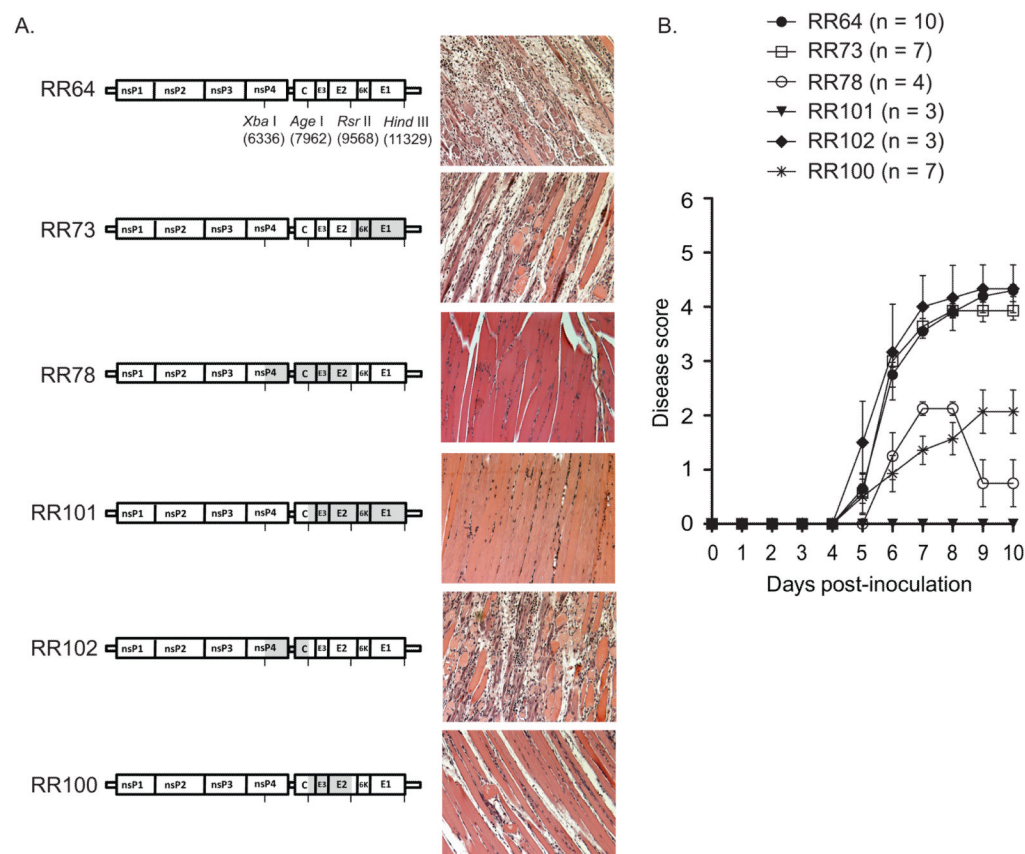 A.
RR64
nsP1 nsP2 nsP3 nsP4 C E3 E2 6K E1
Xba I Age I Rsr II Hind III
(6336) (7962) (9568) (11329)
RR73
nsP1 nsP2 nsP3 nsP4 C E3 E2 6K E1
RR78
nsP1 nsP2 nsP3 nsP4 C E3 E2 6K E1
RR101
nsP1 nsP2 nsP3 nsP4 C E3 E2 6K E1
RR102
nsP1 nsP2 nsP3 nsP4 C E3 E2 6K E1
RR100
nsP1 nsP2 nsP3 nsP4 C E3 E2 6K E1
B.
RR64 (n = 10)
RR73 (n = 7)
RR78 (n = 4)
RR101 (n = 3)
RR102 (n = 3)
RR100 (n = 7)
Disease score
6
5
4
3
2
1
0
0 1 2 3 4 5 6 7 8 9 10
Days post-inoculation